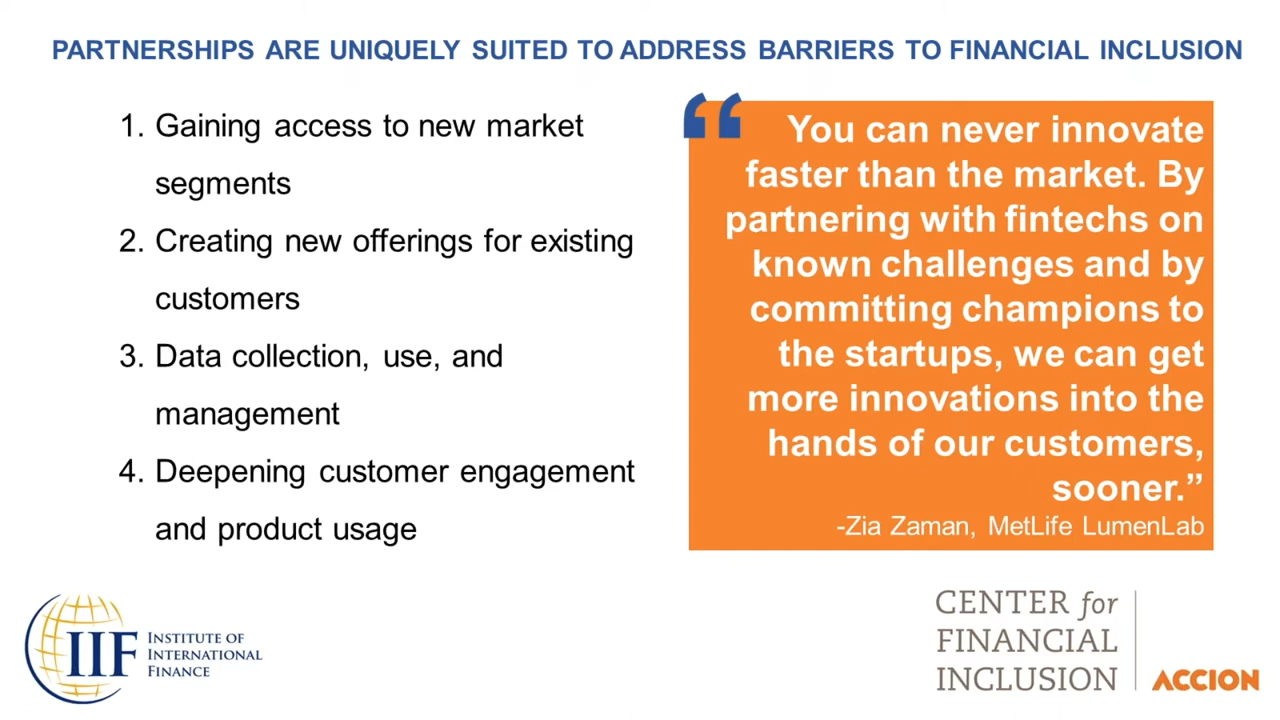 PARTNERSHIPS ARE UNIQUELY SUITED TO ADDRESS BARRIERS TO FINANCIAL INCLUSION
1. Gaining access to new market
segments
2. Creating new offerings for existing
customers
3. Data collection, use, and
management
4. Deepening customer engagement
and product usage
“You can never innovate
faster than the market. By
partnering with fintechs on
known challenges and by
committing champions to
the startups, we can get
more innovations into the
hands of our customers,
sooner.”
-Zia Zaman, MetLife LumenLab
IIF
INSTITUTE OF
INTERNATIONAL
FINANCE
CENTER for
FINANCIAL
INCLUSION
ACCION